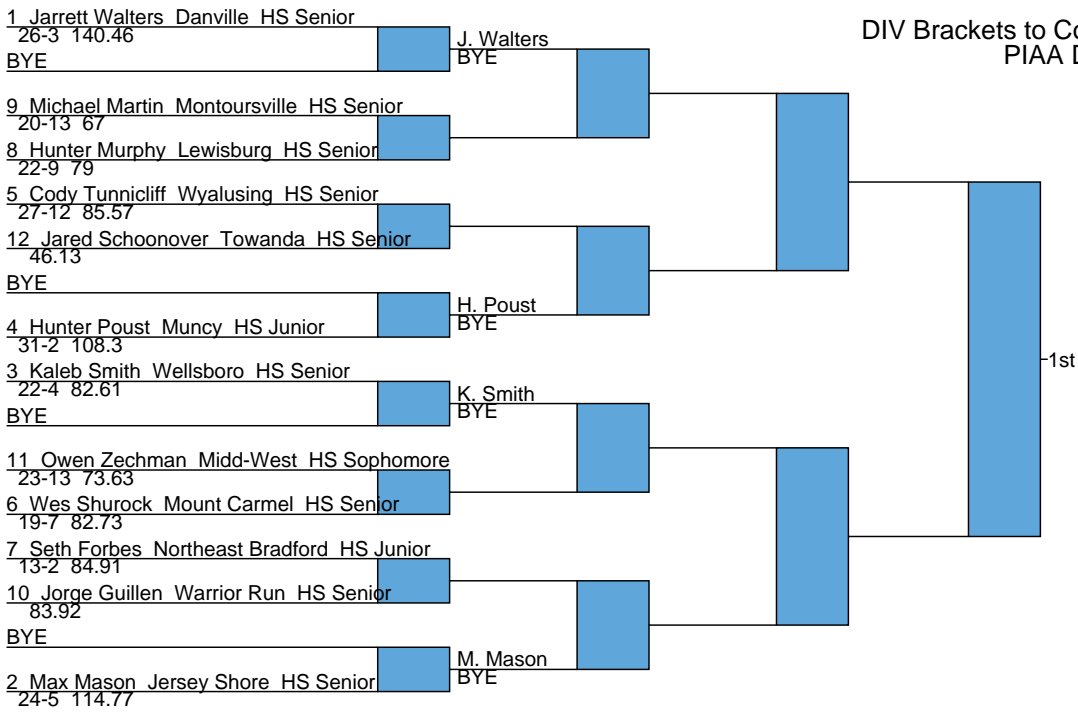 1 Jarrett Walters Danville HS Senior
26-3 140.46
BYE
J. Walters
BYE
DIV Brackets to Co
PIAA D
9 Michael Martin Montoursville HS Senior
20-13 67
8 Hunter Murphy Lewisburg HS Senior
22-9 79
5 Cody Tunnicliff Wyalusing HS Senior
27-12 85.57
12 Jared Schoonover Towanda HS Senior
46.13
BYE
H. Poust
BYE
4 Hunter Poust Muncy HS Junior
31-2 108.3
1st
3 Kaleb Smith Wellsboro HS Senior
22-4 82.61
BYE
K. Smith
BYE
11 Owen Zechman Midd-West HS Sophomore
23-13 73.63
6 Wes Shurock Mount Carmel HS Senior
19-7 82.73
7 Seth Forbes Northeast Bradford HS Junior
13-2 84.91
10 Jorge Guillen Warrior Run HS Senior
83.92
BYE
M. Mason
BYE
2 Max Mason Jersey Shore HS Senior
24-5 114.77